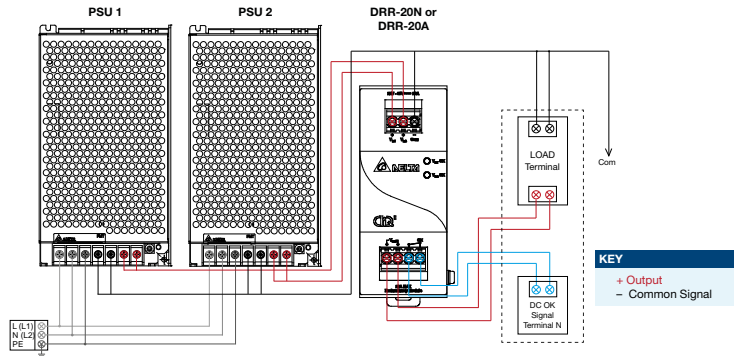 PSU 1
PSU 2
DRR-20N or
DRR-20A
DELTA
LOAD
Terminal
Com
KEY
+ Output
– Common Signal
DC OK
Signal
Terminal N
L (L1)
N (L2)
PE